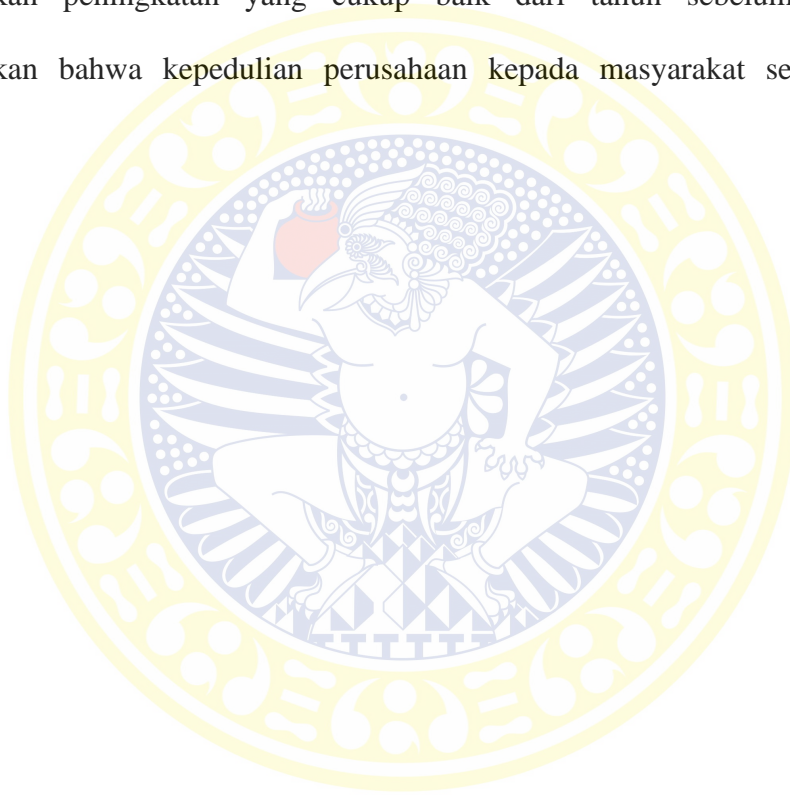 kan peningkatan yang cukup baik dari tahun sebelum
kan bahwa kepedulian perusahaan kepada masyarakat se